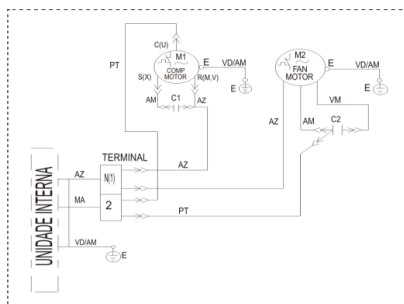 C(U)
M1
E
VD/AM
COMP
MOTOR
S(X)
R(M,V)
E
PT
AM
C1
AZ
M2
FAN
MOTOR
E
VD/AM
E
VM
AZ
AM
C2
TERMINAL
AZ
UNIDADE INTERNA
AZ
N(1)
MA
2
PT
VD/AM
E